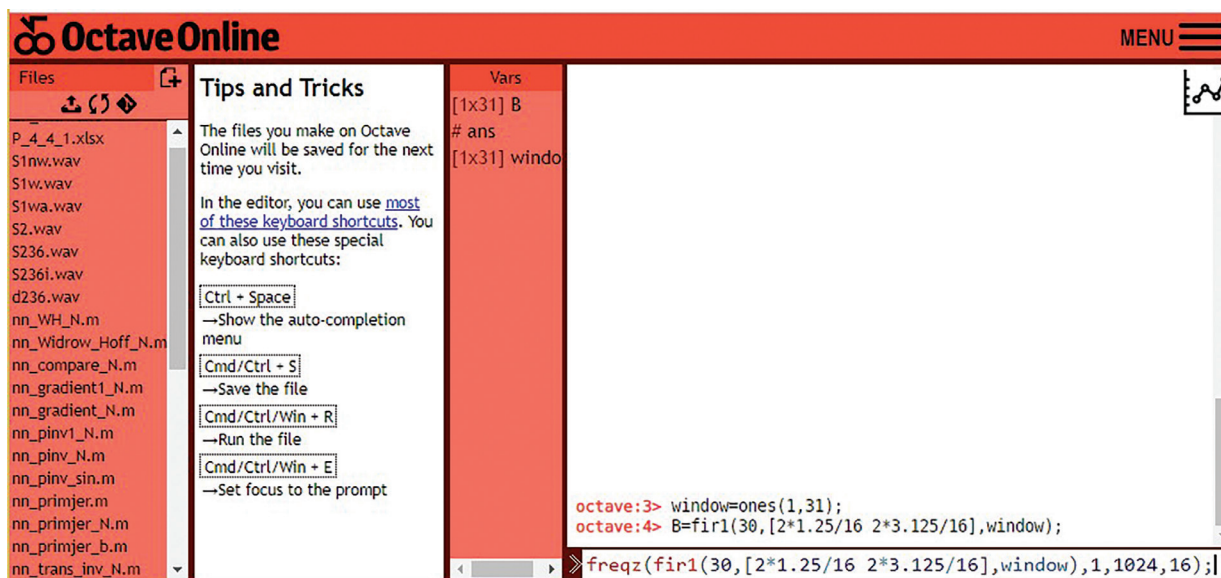 Octave Online
MENU
Files
P_4_4_1.xlsx
S1nw.wav
S1w.wav
S1wa.wav
S2.wav
S236.wav
S236i.wav
d236.wav
nn_WH_N.m
nn_Widrow_Hoff_N.m
nn_compare_N.m
nn_gradient1_N.m
nn_gradient_N.m
nn_pinv1_N.m
nn_pinv_N.m
nn_pinv_sin.m
nn_primjer.m
nn_primjer_N.m
nn_primjer_b.m
nn_trans_inv_N.m
Tips and Tricks
The files you make on Octave
Online will be saved for the next
time you visit.
In the editor, you can use most
of these keyboard shortcuts. You
can also use these special
keyboard shortcuts:
Ctrl + Space
→Show the auto-completion
menu
Cmd/Ctrl + S
→Save the file
Cmd/Ctrl/Win + R
→Run the file
Cmd/Ctrl/Win + E
→Set focus to the prompt
Vars
[1x31] B
# ans
[1x31] windo
octave:3> window=ones(1,31);
octave:4> B=fir1(30,[2*1.25/16 2*3.125/16],window);
freqz(fir1(30,[2*1.25/16 2*3.125/16],window),1,1024,16);